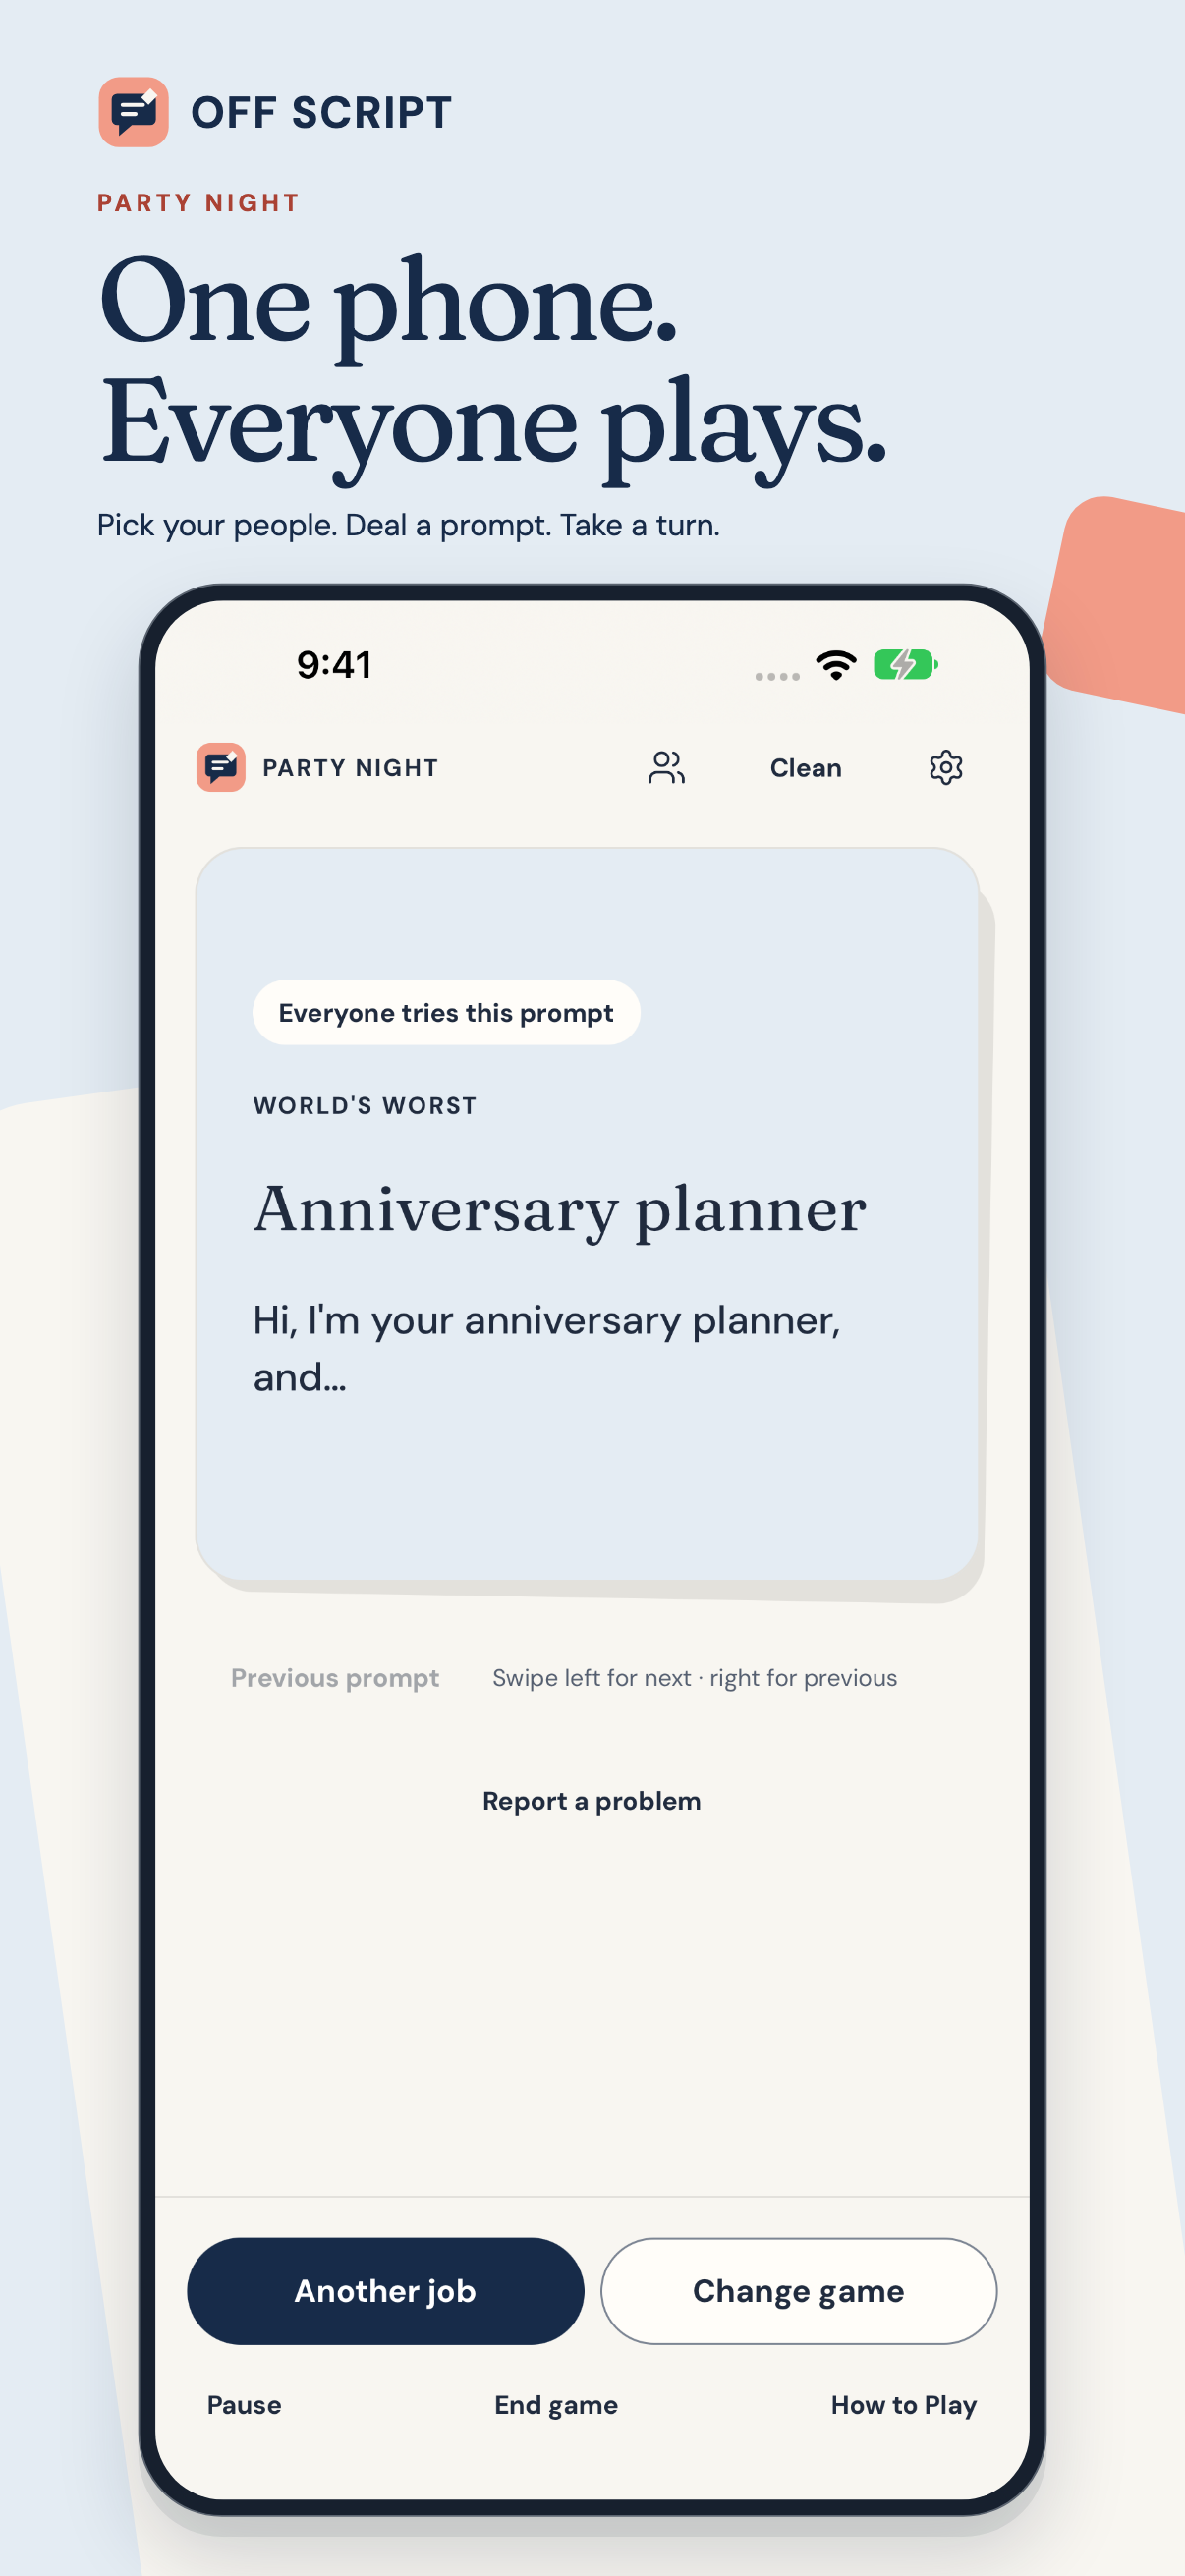 OFF SCRIPT
PARTY NIGHT
One phone.
Everyone plays.
Pick your people. Deal a prompt. Take a turn.
9:41
PARTY NIGHT
Clean
Everyone tries this prompt
WORLD'S WORST
Anniversary planner
Hi, I'm your anniversary planner,
and...
Previous prompt
Swipe left for next · right for previous
Report a problem
Another job
Change game
Pause
End game
How to Play